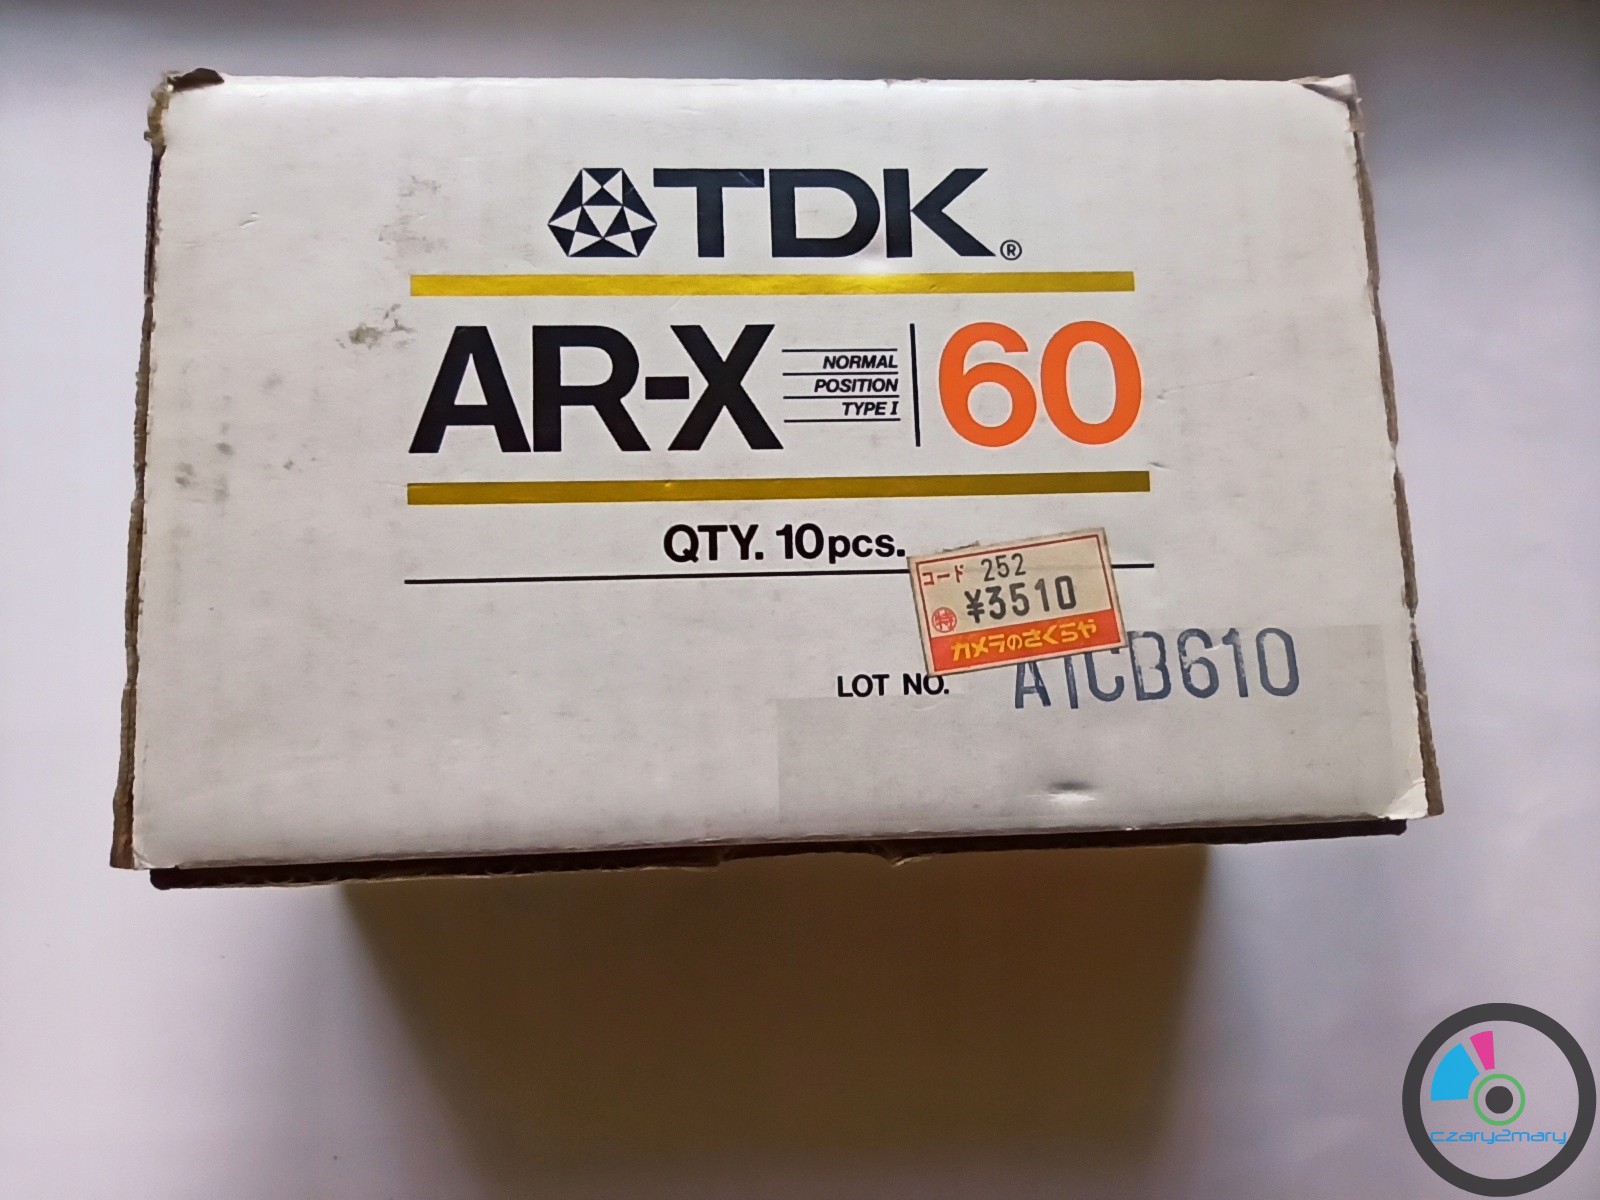 TDK®
AR-X
NORMAL
POSITION
TYPE I
60
QTY. 10pcs.
コード 252
特 ¥3510
カメラのさくらや
LOT NO. A1CB610
czary2mary